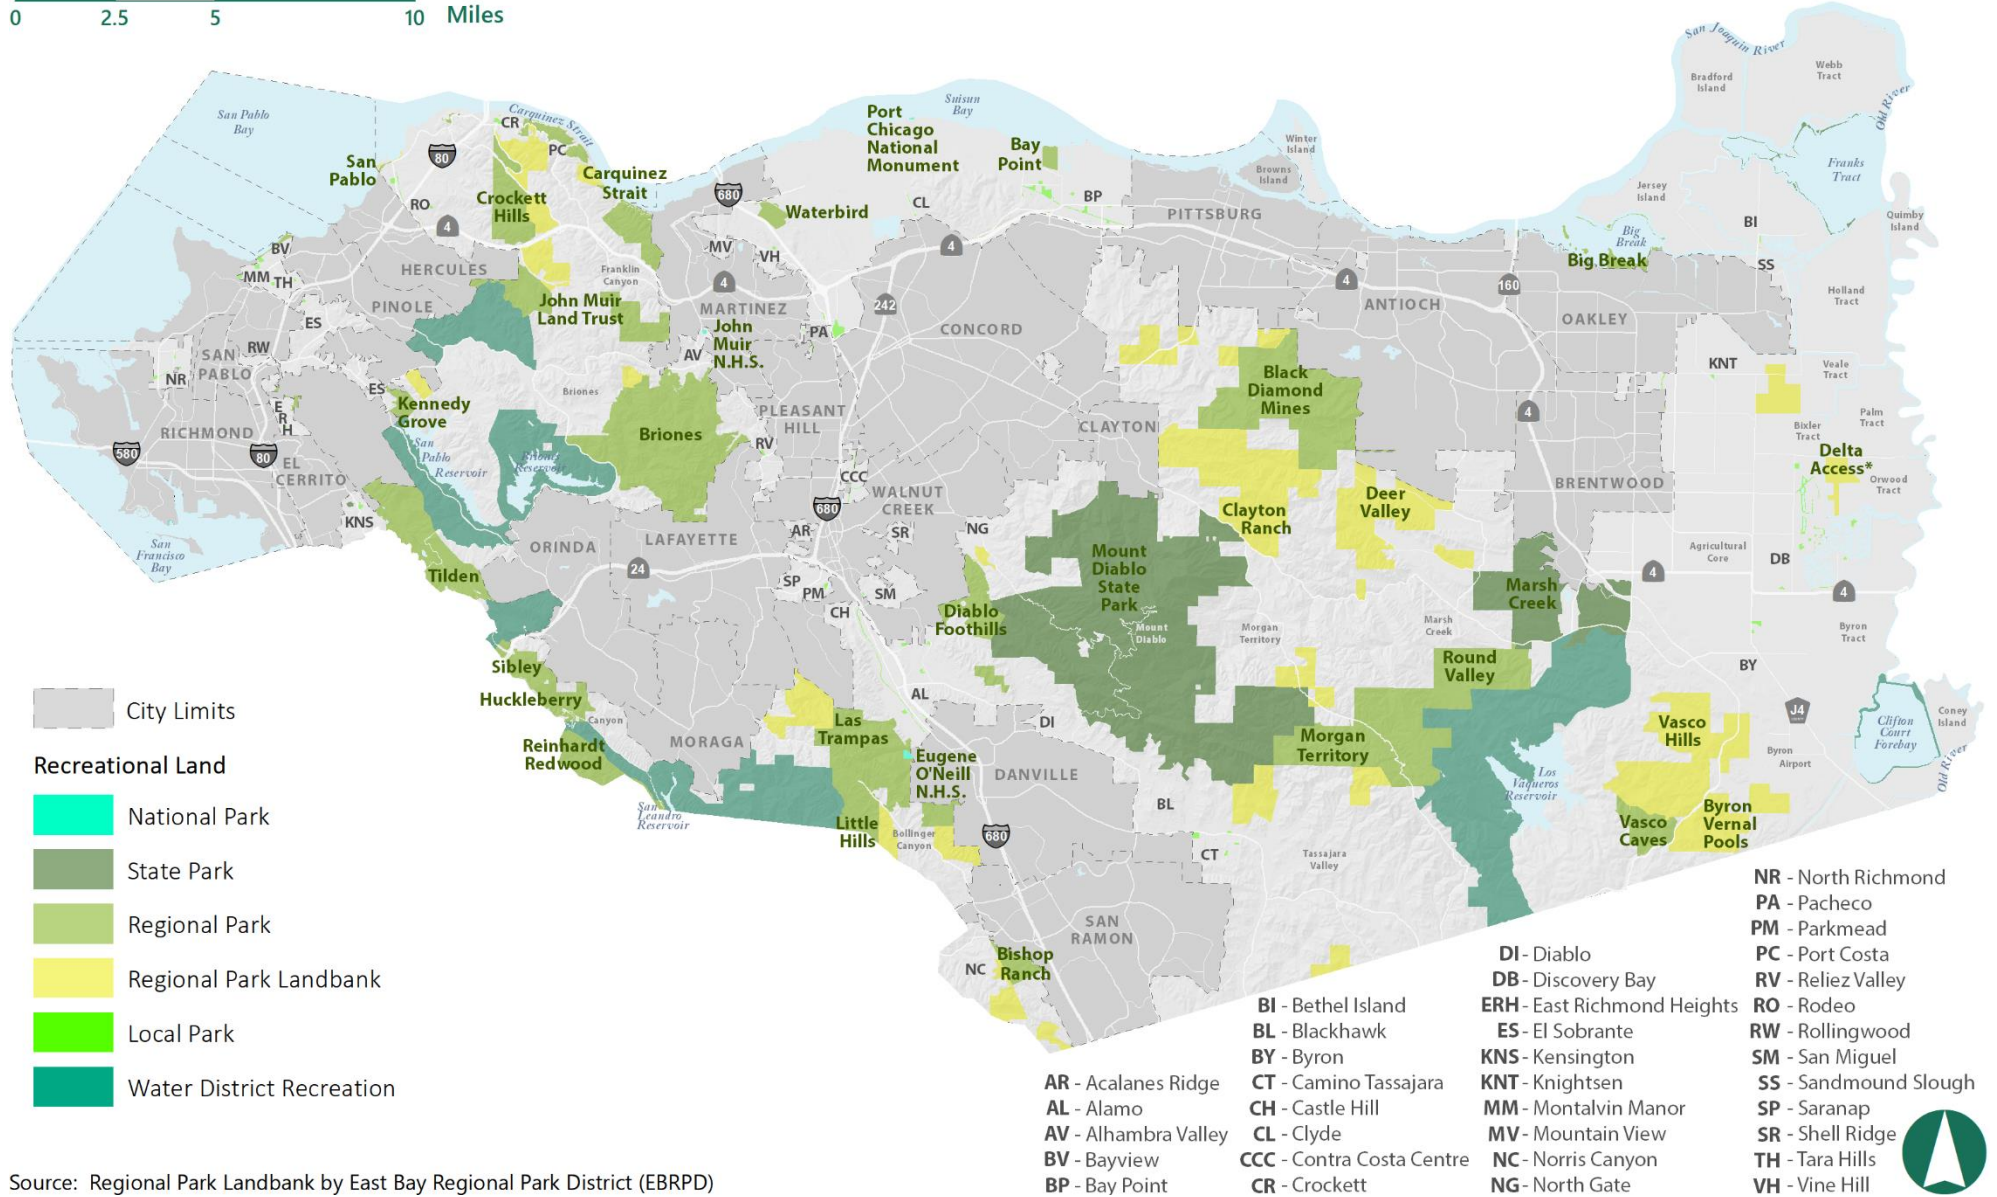 0 2.5 5 10 Miles
San Joaquin River
Webb
Tract
Bradford
Island
Old River
San Pablo
Bay
CR
Carquinez Strait
Suisun
Bay
Port
Chicago
National
Monument
Bay
Point
Winter
Island
Browns
Island
Franks
Tract
San
Pablo
80
PC
Carquinez
Strait
680
Jersey
Island
RO
Crockett
Hills
Waterbird
CL
BP
PITTSBURG
BI
Quimby
Island
4
BV
MV
VH
4
Big
Break
Big Break
SS
MM TH
HERCULES
Franklin
Canyon
4
4
160
Holland
Tract
PINOLE
John Muir
Land Trust
MARTINEZ
242
ANTIOCH
OAKLEY
ES
John
Muir
N.H.S.
PA
CONCORD
RW
SAN
PABLO
AV
KNT
Veale
Tract
NR
ES
Briones
Black
Diamond
Mines
Kennedy
Grove
E
R
H
PLEASANT
HILL
CLAYTON
4
Palm
Tract
Bixler
Tract
RICHMOND
Briones
RV
580
80
San
Pablo
Reservoir
Briones
Reservoir
Delta
Access*
EL
CERRITO
CCC
Orwood
Tract
WALNUT
CREEK
Deer
Valley
BRENTWOOD
680
Clayton
Ranch
KNS
AR
SR
NG
San
Francisco
Bay
ORINDA
LAFAYETTE
Mount
Diablo
State
Park
Agricultural
Core
DB
24
Tilden
SP
PM
SM
Marsh
Creek
4
4
CH
Diablo
Foothills
Mount
Diablo
Morgan
Territory
Marsh
Creek
Byron
Tract
Sibley
Round
Valley
BY
Huckleberry
AL
Canyon
DI
Las
Trampas
J4
Coney
Island
Clifton
Court
Forebay
Vasco
Hills
MORAGA
Morgan
Territory
Reinhardt
Redwood
Eugene
O'Neill
N.H.S.
Byron
Airport
Old River
DANVILLE
Los
Vaqueros
Reservoir
San
Leandro
Reservoir
BL
Little
Hills
Bollinger
Canyon
680
Vasco
Caves
Byron
Vernal
Pools
CT
Tassajara
Valley
SAN
RAMON
NC
Bishop
Ranch
City Limits
Recreational Land
National Park
State Park
Regional Park
Regional Park Landbank
Local Park
Water District Recreation
AR - Acalanes Ridge
AL - Alamo
AV - Alhambra Valley
BV - Bayview
BP - Bay Point
BI - Bethel Island
BL - Blackhawk
BY - Byron
CT - Camino Tassajara
CH - Castle Hill
CL - Clyde
CCC - Contra Costa Centre
CR - Crockett
DI - Diablo
DB - Discovery Bay
ERH - East Richmond Heights
ES - El Sobrante
KNS - Kensington
KNT - Knightsen
MM - Montalvin Manor
MV - Mountain View
NC - Norris Canyon
NG - North Gate
NR - North Richmond
PA - Pacheco
PM - Parkmead
PC - Port Costa
RV - Reliez Valley
RO - Rodeo
RW - Rollingwood
SM - San Miguel
SS - Sandmound Slough
SP - Saranap
SR - Shell Ridge
TH - Tara Hills
VH - Vine Hill
Source: Regional Park Landbank by East Bay Regional Park District (EBRPD)